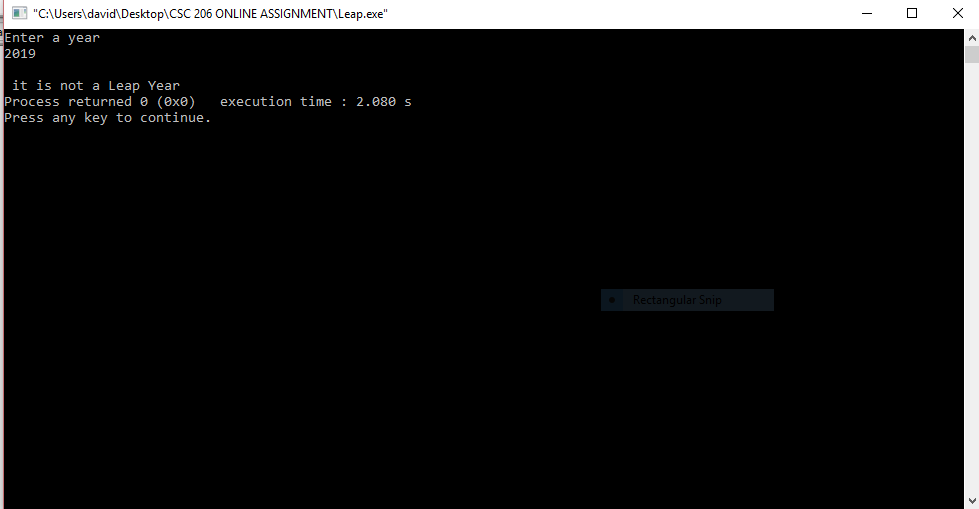 "C:\Users\david\Desktop\CSC 206 ONLINE ASSIGNMENT\Leap.exe"
Enter a year
2019
it is not a Leap Year
Process returned 0 (0x0)   execution time : 2.080 s
Press any key to continue.
Rectangular Snip